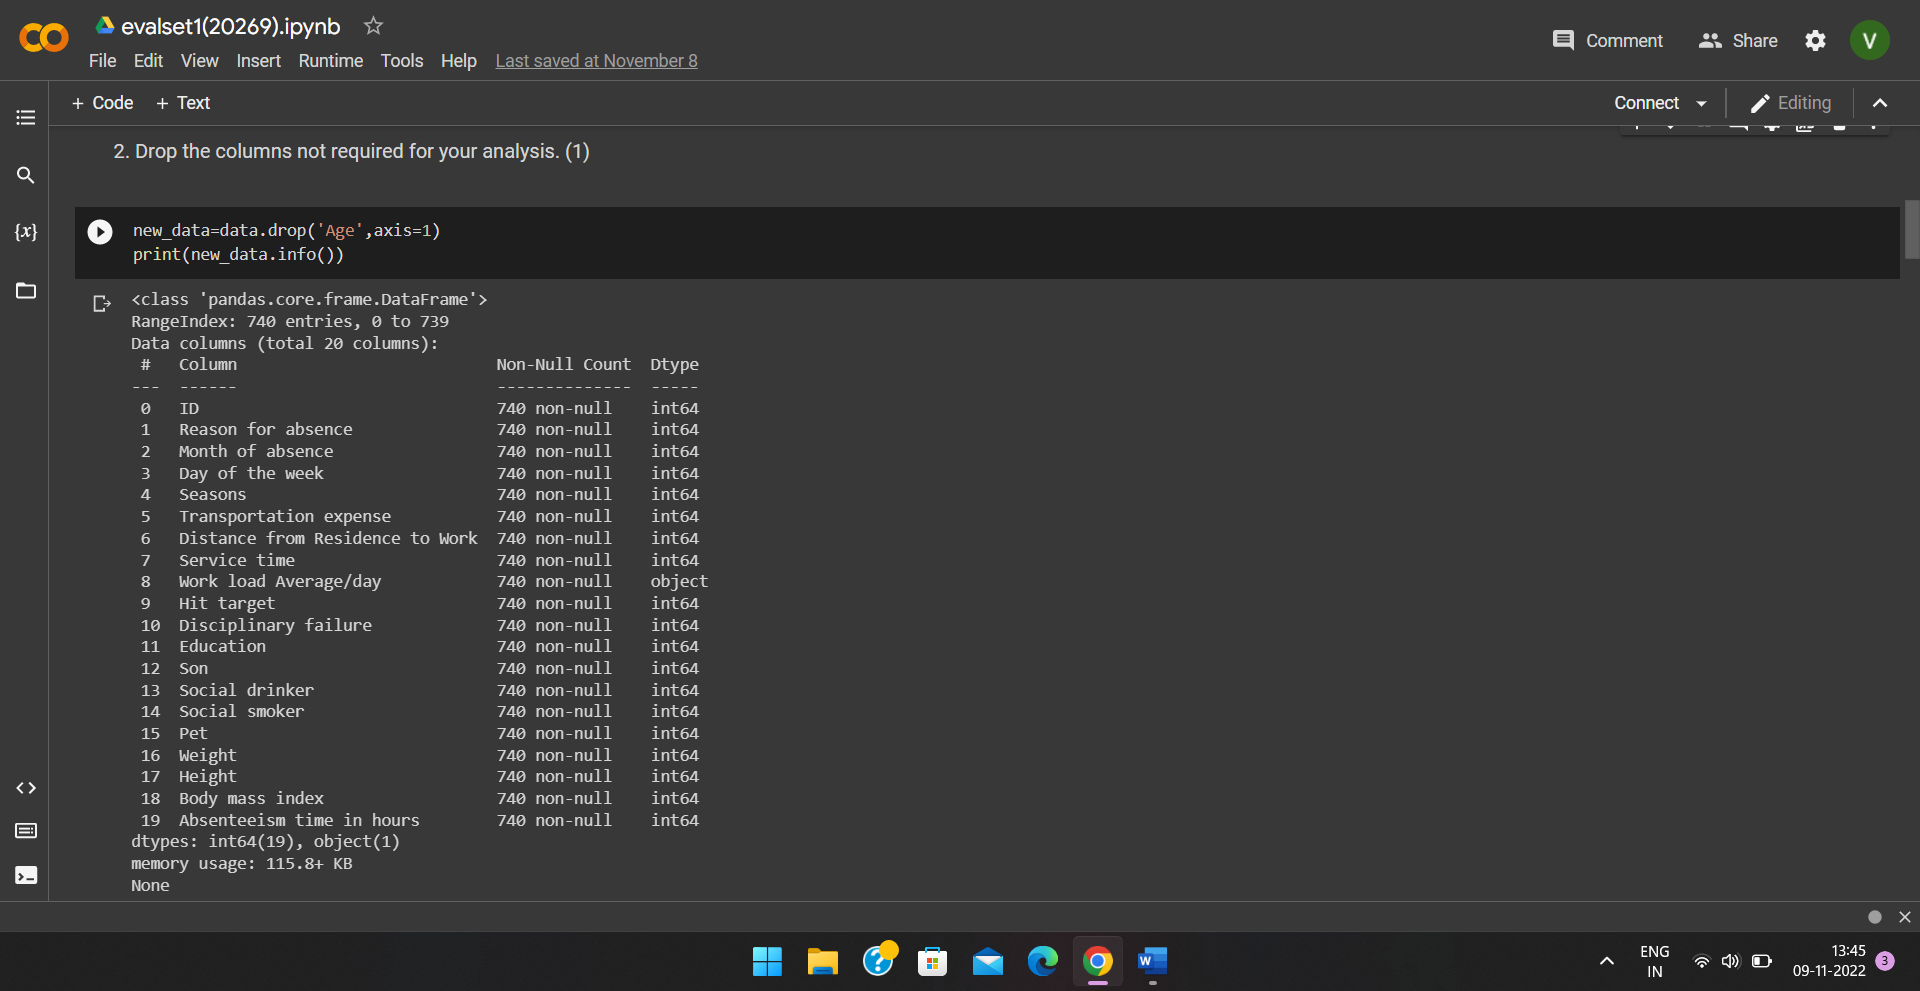 evalset1(20269).ipynb
File Edit View Insert Runtime Tools Help Last saved at November 8
Comment Share V
+ Code + Text
Connect Editing
2. Drop the columns not required for your analysis. (1)
{x}
new_data=data.drop('Age',axis=1)
print(new_data.info())
<class 'pandas.core.frame.DataFrame'>
RangeIndex: 740 entries, 0 to 739
Data columns (total 20 columns):
# Column Non-Null Count Dtype
--- ------ -------------- -----
0 ID 740 non-null int64
1 Reason for absence 740 non-null int64
2 Month of absence 740 non-null int64
3 Day of the week 740 non-null int64
4 Seasons 740 non-null int64
5 Transportation expense 740 non-null int64
6 Distance from Residence to Work 740 non-null int64
7 Service time 740 non-null int64
8 Work load Average/day 740 non-null object
9 Hit target 740 non-null int64
10 Disciplinary failure 740 non-null int64
11 Education 740 non-null int64
12 Son 740 non-null int64
13 Social drinker 740 non-null int64
14 Social smoker 740 non-null int64
15 Pet 740 non-null int64
16 Weight 740 non-null int64
17 Height 740 non-null int64
18 Body mass index 740 non-null int64
19 Absenteeism time in hours 740 non-null int64
dtypes: int64(19), object(1)
memory usage: 115.8+ KB
None
ENG
IN
13:45
09-11-2022
3